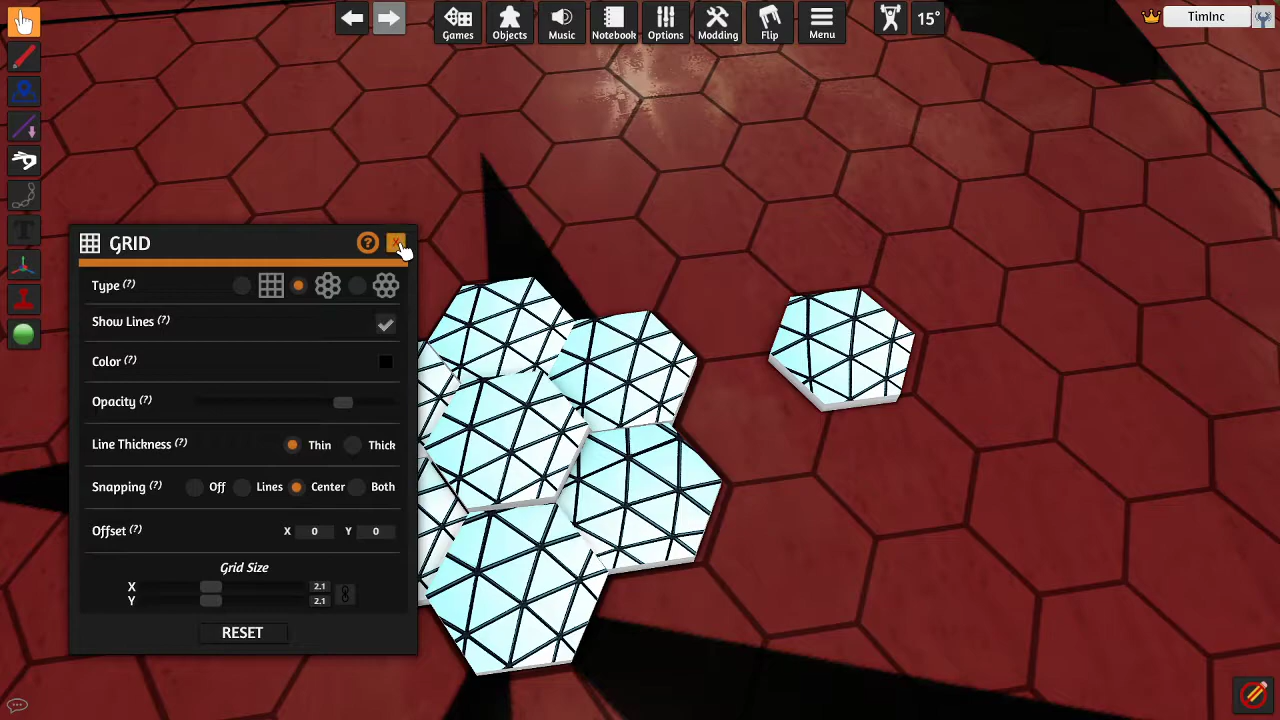 Games Objects Music Notebook Options Modding Flip Menu 15° TimInc
GRID ? X
Type (?)
Show Lines (?)
Color (?)
Opacity (?)
Line Thickness (?) Thin Thick
Snapping (?) Off Lines Center Both
Offset (?) X 0 Y 0
Grid Size
X 2.1
Y 2.1
RESET